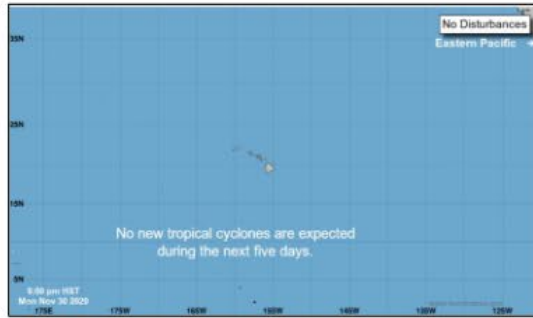 No Disturbances
Eastern Pacific
35N
25N
15N
No new tropical cyclones are expected
during the next five days.
5N
Mon Nov 30 2020
175E
175W
165W
155W
145W
135W
125W